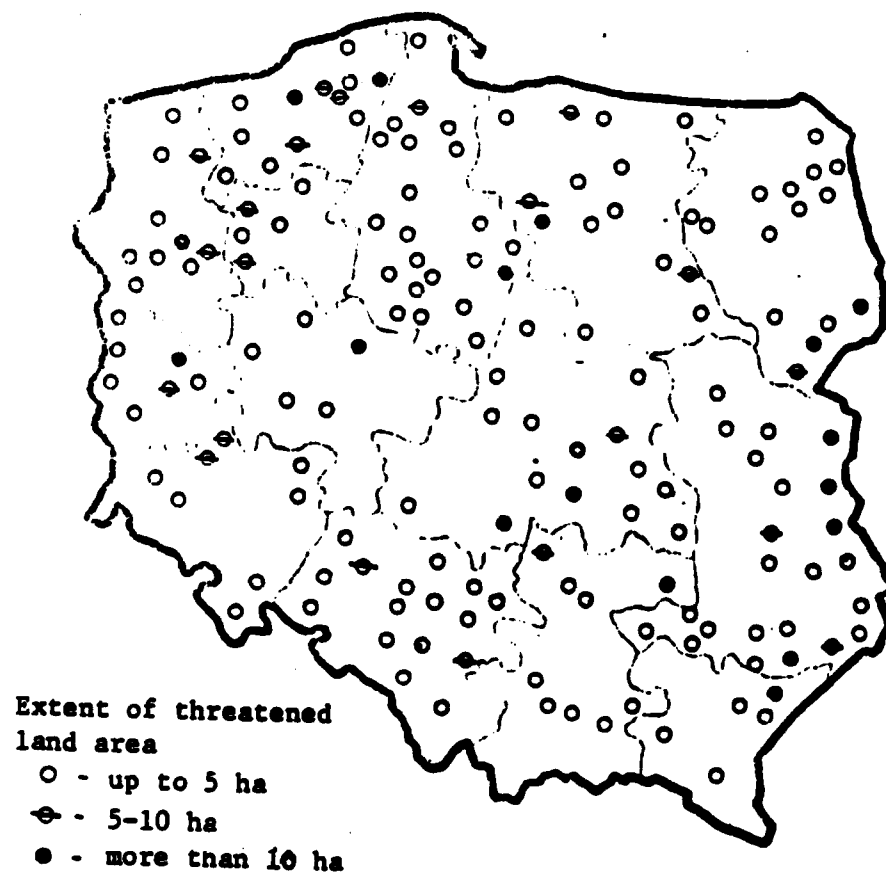 Extent of threatened
land area
- up to 5 ha
- 5-10 ha
- more than 10 ha